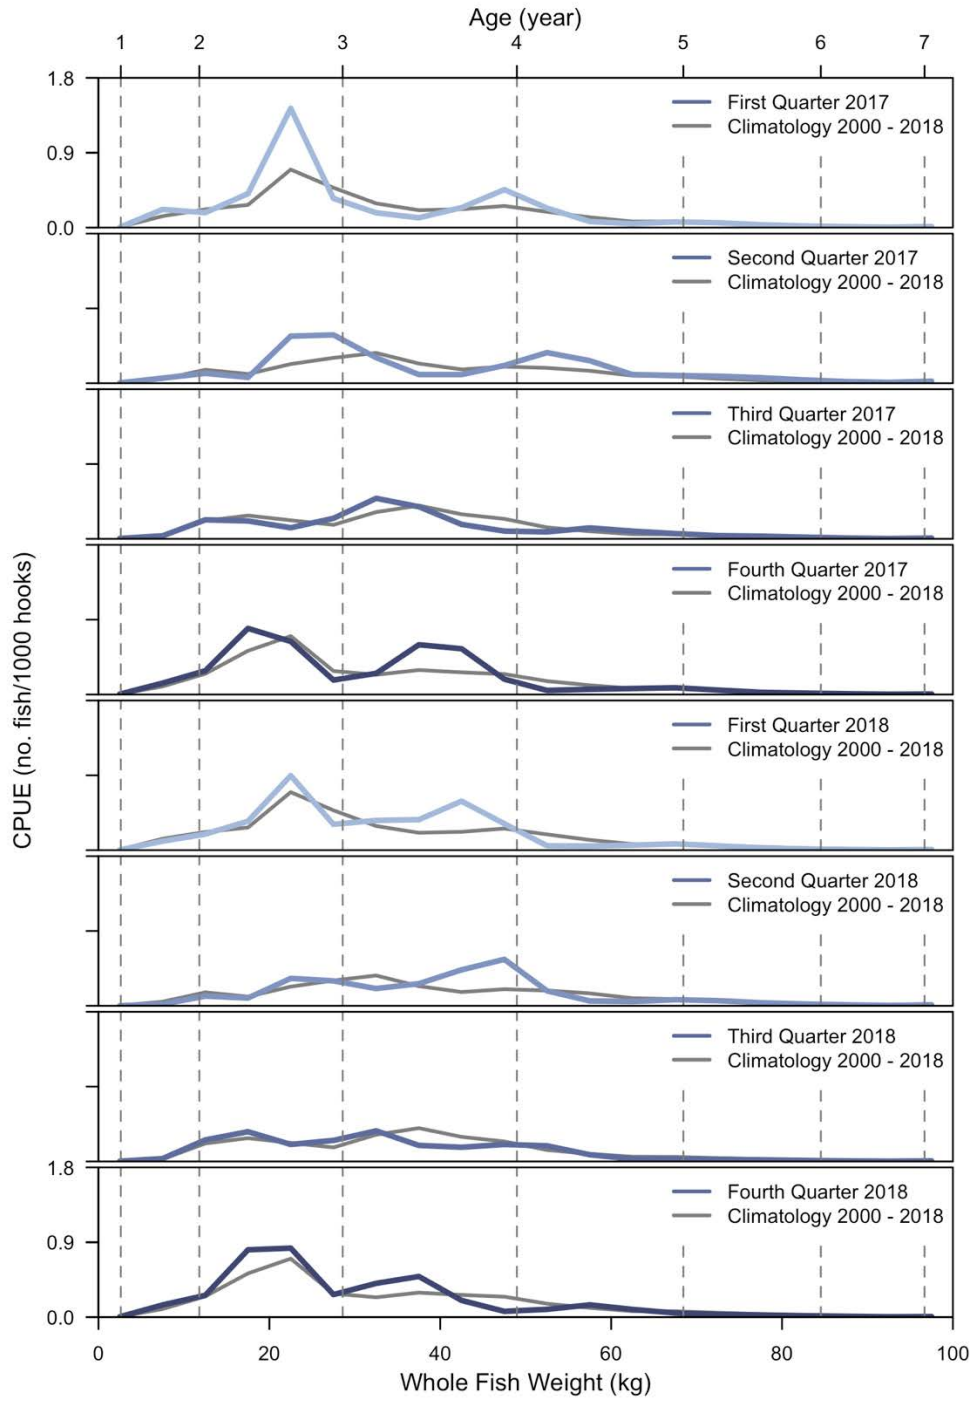 Age (year)
1 2 3 4 5 6 7
1.8
First Quarter 2017
Climatology 2000 - 2018
0.9
0.0
Second Quarter 2017
Climatology 2000 - 2018
Third Quarter 2017
Climatology 2000 - 2018
CPUE (no. fish/1000 hooks)
Fourth Quarter 2017
Climatology 2000 - 2018
First Quarter 2018
Climatology 2000 - 2018
Second Quarter 2018
Climatology 2000 - 2018
Third Quarter 2018
Climatology 2000 - 2018
1.8
Fourth Quarter 2018
Climatology 2000 - 2018
0.9
0.0
0 20 40 60 80 100
Whole Fish Weight (kg)